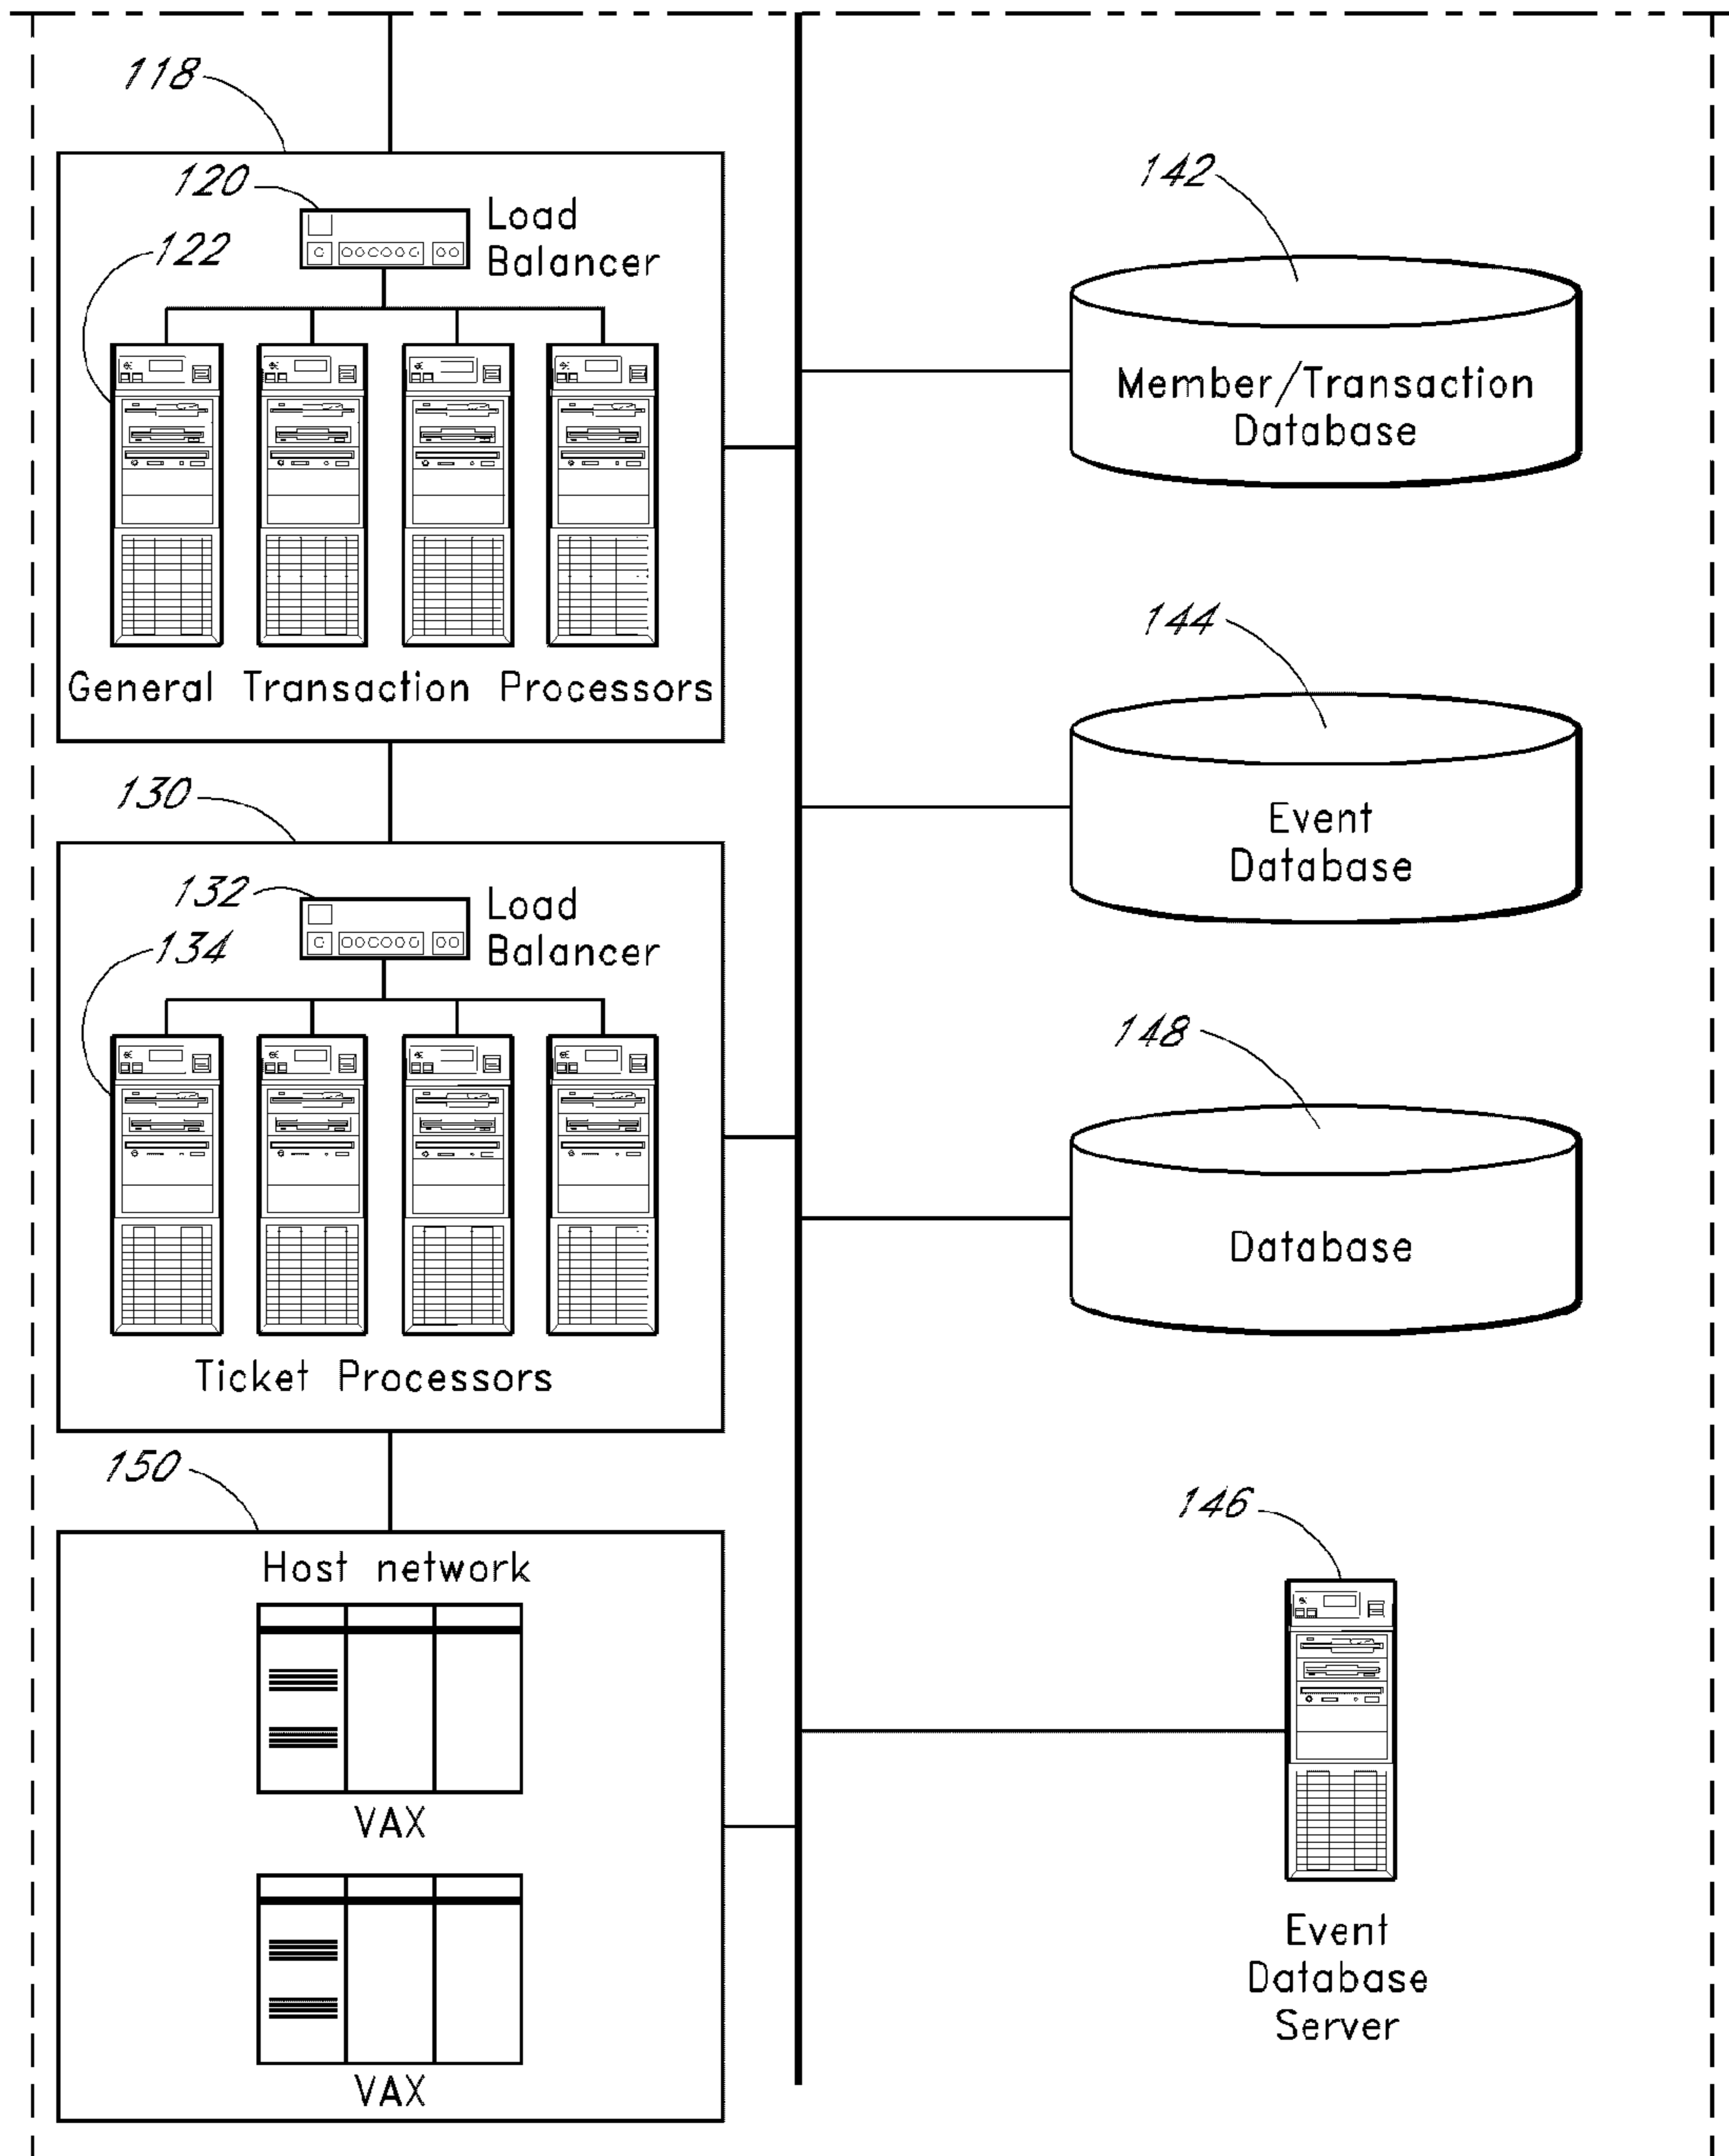 118
120
Load
Balancer
122
General Transaction Processors
130
132
Load
Balancer
134
Ticket Processors
150
Host network
VAX
VAX
142
Member/Transaction
Database
144
Event
Database
148
Database
146
Event
Database
Server